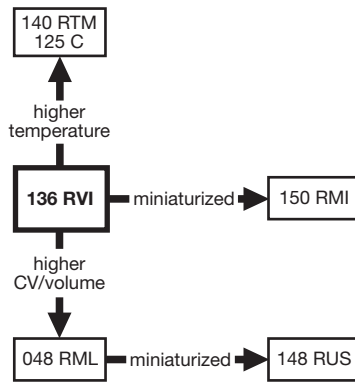 140 RTM
125 C
higher
temperature
136 RVI
miniaturized
150 RMI
higher
CV/volume
048 RML
miniaturized
148 RUS